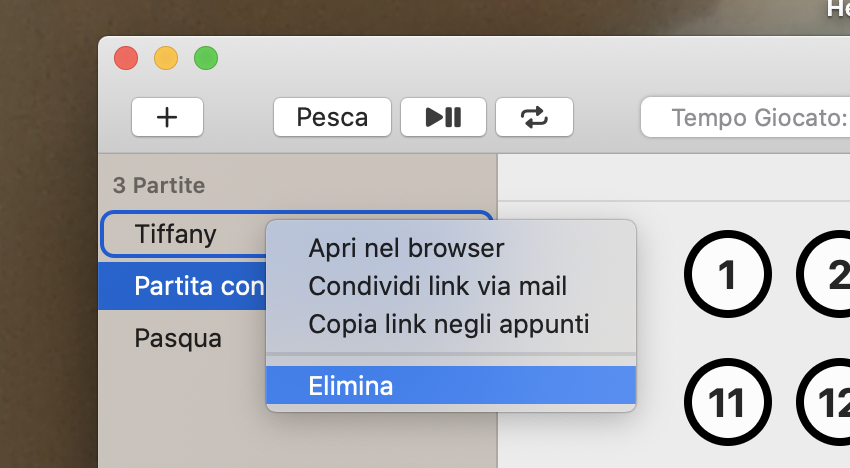 He
Pesca
Tempo Giocato:
3 Partite
Tiffany
Partita con
Pasqua
Apri nel browser
Condividi link via mail
Copia link negli appunti
Elimina
1
2
11
12